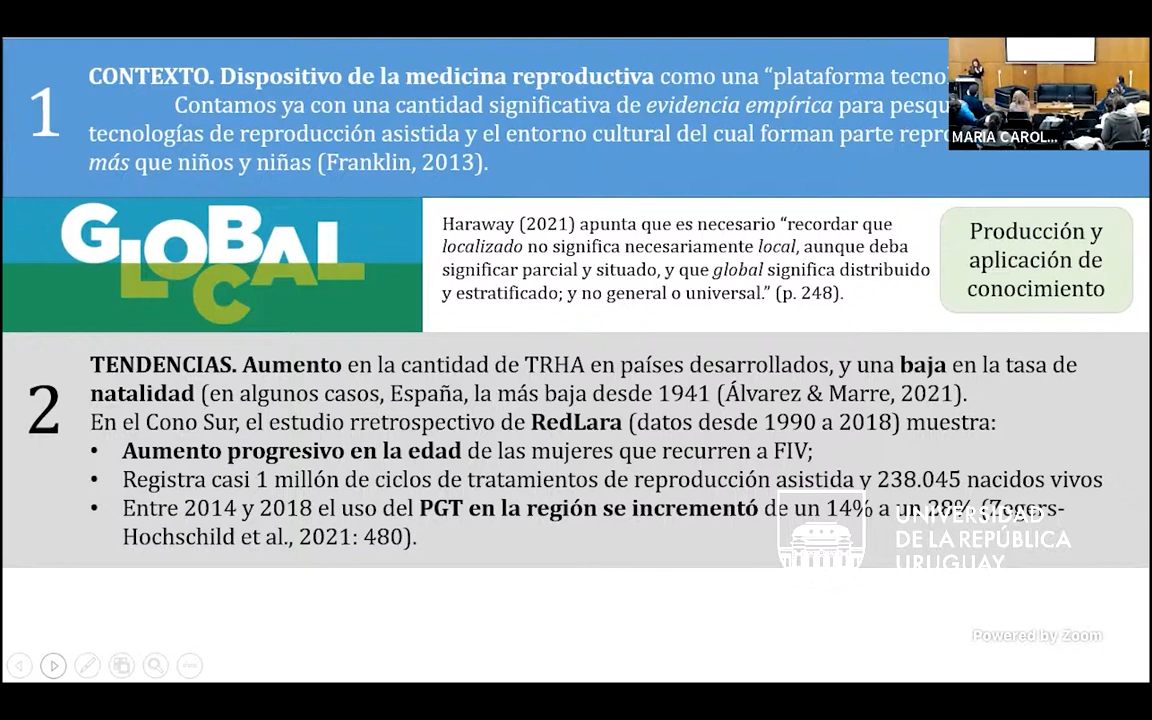 1
CONTEXTO. Dispositivo de la medicina reproductiva como una “plataforma tecno
Contamos ya con una cantidad significativa de evidencia empírica para pesqu
tecnologías de reproducción asistida y el entorno cultural del cual forman parte repro
más que niños y niñas (Franklin, 2013).
MARIA CAROL...
GLOBAL
LOCAL
Haraway (2021) apunta que es necesario “recordar que
localizado no significa necesariamente local, aunque deba
significar parcial y situado, y que global significa distribuido
y estratificado; y no general o universal.” (p. 248).
Producción y
aplicación de
conocimiento
2
TENDENCIAS. Aumento en la cantidad de TRHA en países desarrollados, y una baja en la tasa de
natalidad (en algunos casos, España, la más baja desde 1941 (Álvarez & Marre, 2021).
En el Cono Sur, el estudio rretrospectivo de RedLara (datos desde 1990 a 2018) muestra:
• Aumento progresivo en la edad de las mujeres que recurren a FIV;
• Registra casi 1 millón de ciclos de tratamientos de reproducción asistida y 238.045 nacidos vivos
• Entre 2014 y 2018 el uso del PGT en la región se incrementó de un 14% a un 28% (Zegers-
Hochschild et al., 2021: 480).
UNIVERSIDAD
DE LA REPÚBLICA
URUGUAY
Powered by Zoom